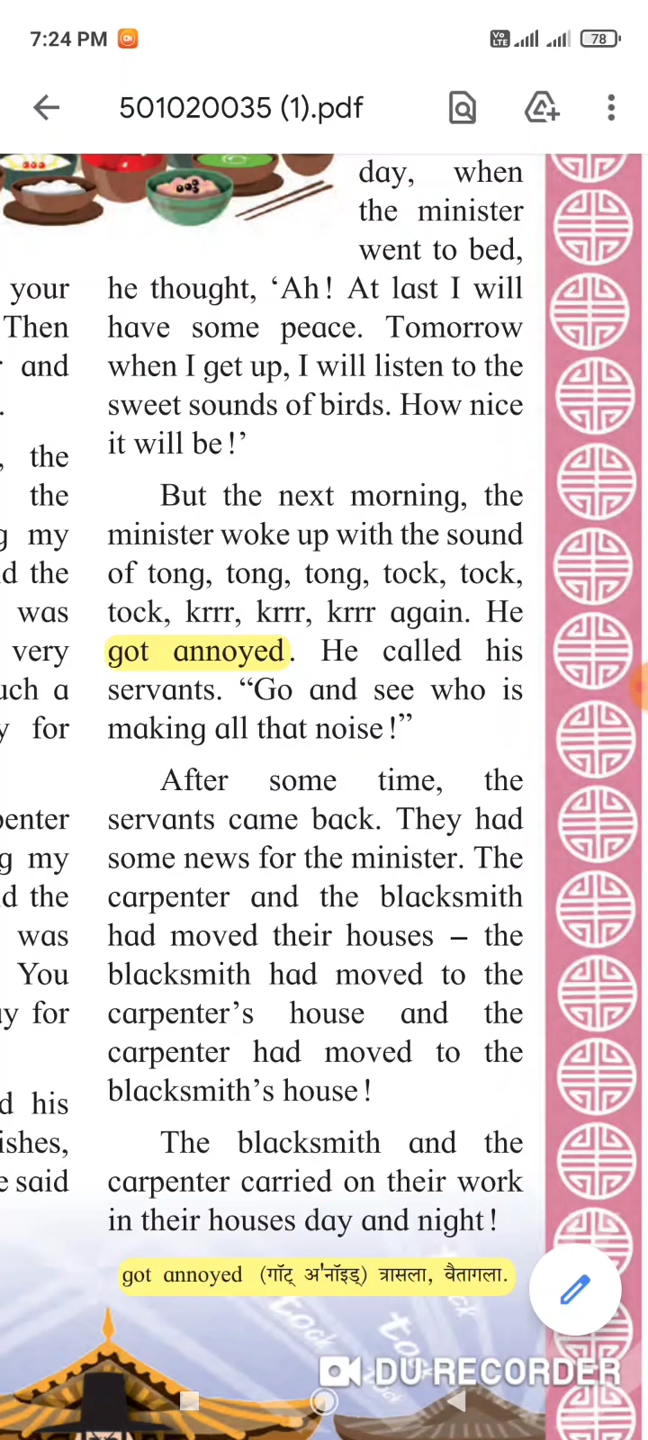 7:24 PM
Vo LTE
78
501020035 (1).pdf
your
Then
and
.
, the
the
g my
d the
was
very
uch a
y for
penter
g my
d the
was
You
ay for
d his
ishes,
e said
day, when
the minister
went to bed,
he thought, ‘Ah! At last I will
have some peace. Tomorrow
when I get up, I will listen to the
sweet sounds of birds. How nice
it will be!’
But the next morning, the
minister woke up with the sound
of tong, tong, tong, tock, tock,
tock, krrr, krrr, krrr again. He
got annoyed. He called his
servants. “Go and see who is
making all that noise!”
After some time, the
servants came back. They had
some news for the minister. The
carpenter and the blacksmith
had moved their houses – the
blacksmith had moved to the
carpenter’s house and the
carpenter had moved to the
blacksmith’s house!
The blacksmith and the
carpenter carried on their work
in their houses day and night!
got annoyed (गॉट् अ'नॉइड्) त्रासला, वैतागला.
tock
DU RECORDER